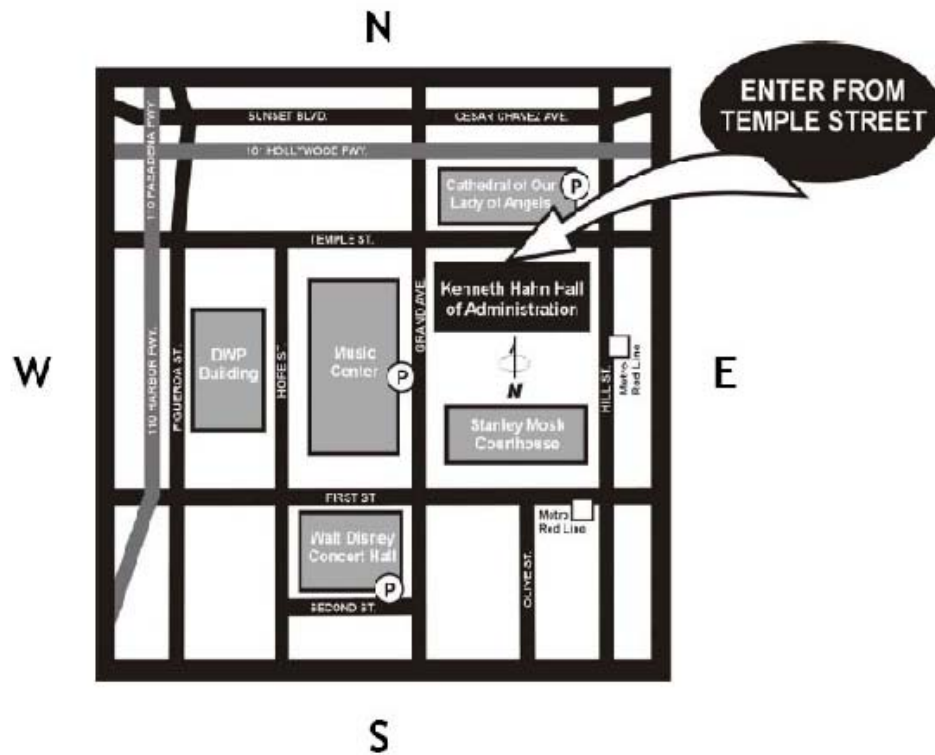 N
ENTER FROM
TEMPLE STREET
SUNSET BLVD.
CESAR CHAVEZ AVE.
101 HOLLYWOOD FWY.
110 PASADENA FWY.
Cathedral of Our
Lady of Angels
P
TEMPLE ST.
Kenneth Hahn Hall
of Administration
GRAND AVE.
W
110 HARBOR FWY.
FIGUEROA ST.
DWP
Building
HOPE ST.
Music
Center
P
N
HILL ST.
Metro
Red Line
E
Stanley Mosk
Courthouse
FIRST ST.
Walt Disney
Concert Hall
P
Metro
Red Line
OLIVE ST.
SECOND ST.
S